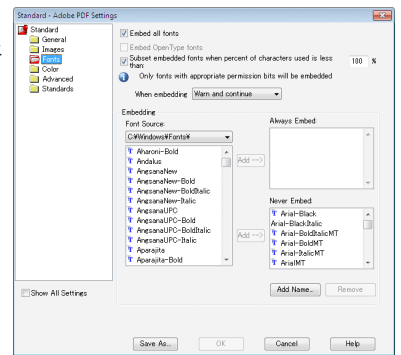 Standard - Adobe PDF Settings
Standard
General
Images
Fonts
Color
Advanced
Standards
Show All Settings
Embed all fonts
Embed OpenType fonts
Subset embedded fonts when percent of characters used is less than:
100 %
Only fonts with appropriate permission bits will be embedded
When embedding Warn and continue
Embedding
Font Source:
C:¥Windows¥Fonts¥
Aharoni-Bold
Andalus
AngsanaNew
AngsanaNew-Bold
AngsanaNew-BoldItalic
AngsanaNew-Italic
AngsanaUPC
AngsanaUPC-Bold
AngsanaUPC-BoldItalic
AngsanaUPC-Italic
Aparajita
Aparajita-Bold
Add -->
Add -->
Always Embed:
Never Embed:
Arial-Black
Arial-BlackItalic
Arial-BoldItalicMT
Arial-BoldMT
Arial-ItalicMT
ArialMT
Add Name...
Remove
Save As...
OK
Cancel
Help